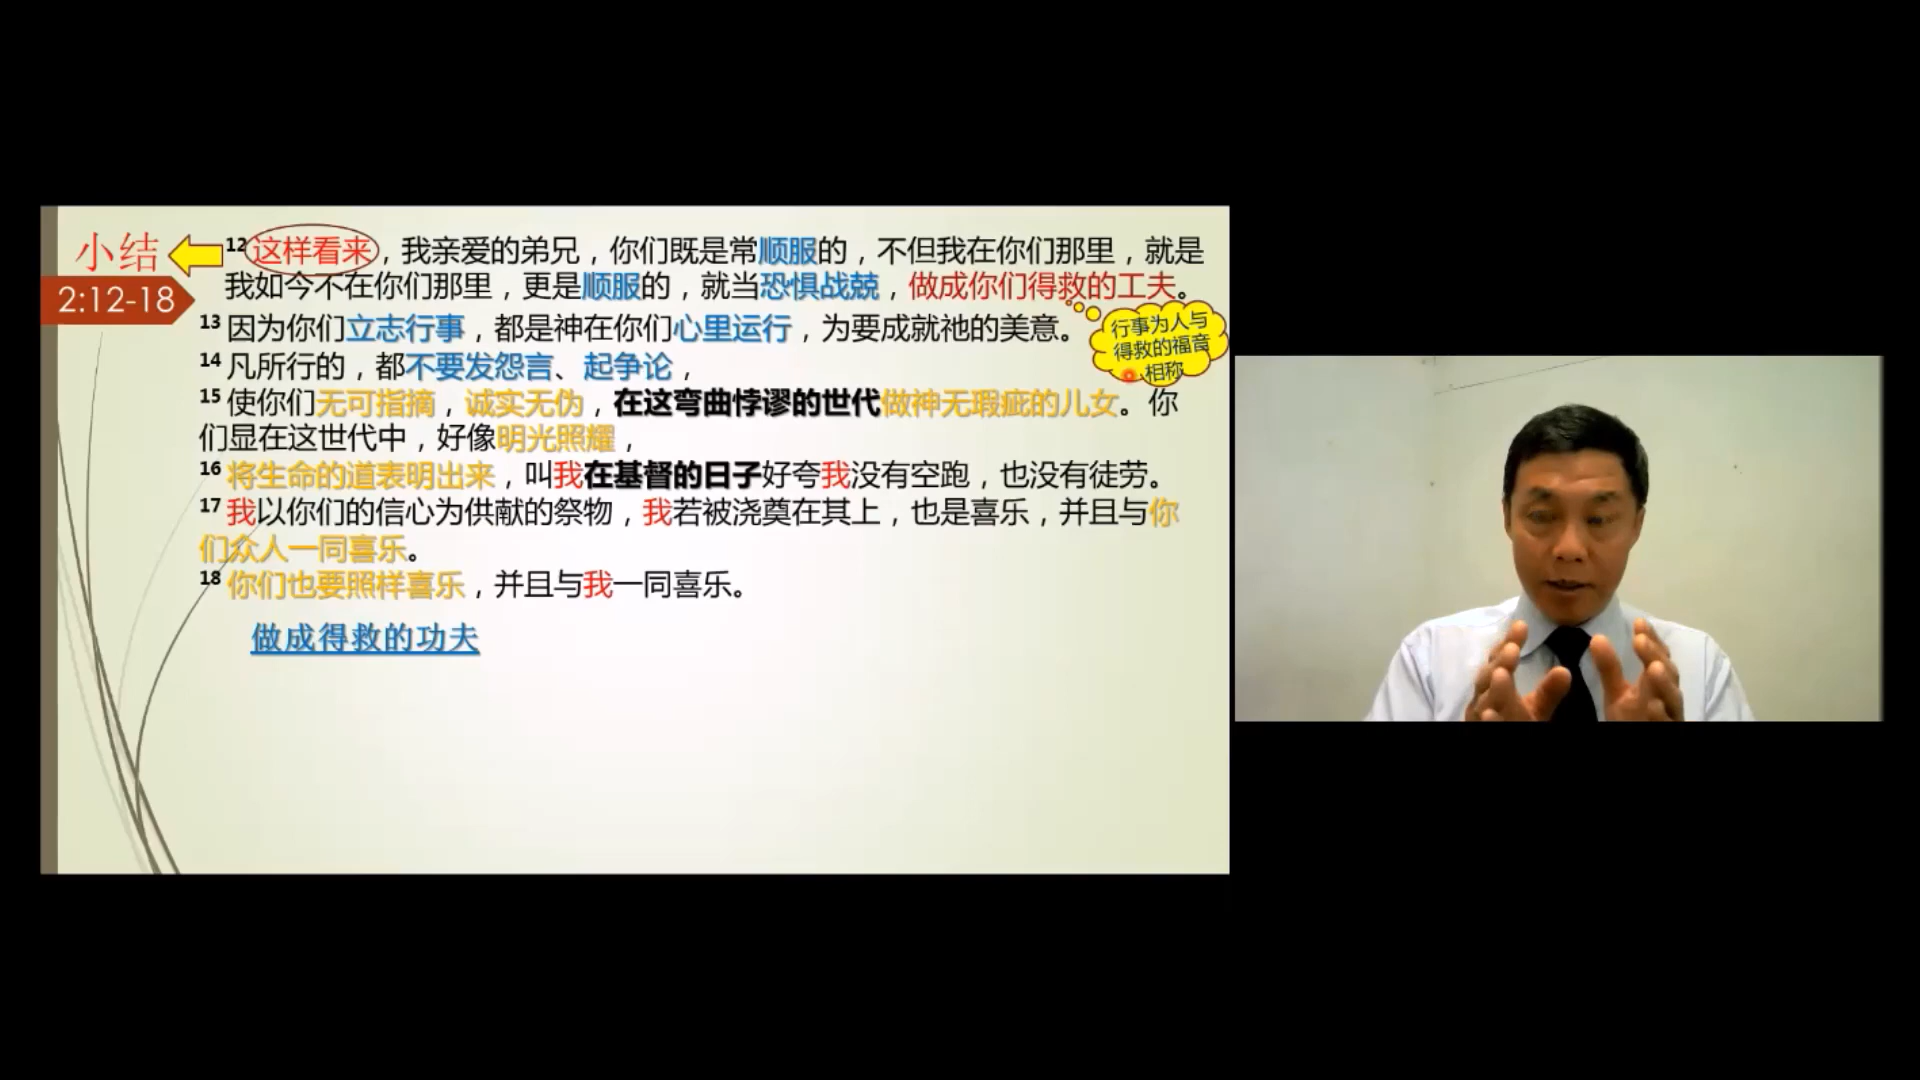 小结
2:12-18
12 这样看来，我亲爱的弟兄，你们既是常顺服的，不但我在你们那里，就是
我如今不在你们那里，更是顺服的，就当恐惧战兢，做成你们得救的工夫。
13 因为你们立志行事，都是神在你们心里运行，为要成就祂的美意。
行事为人与
得救的福音
相称
14 凡所行的，都不要发怨言、起争论，
15 使你们无可指摘，诚实无伪，在这弯曲悖谬的世代做神无瑕疵的儿女。你
们显在这世代中，好像明光照耀，
16 将生命的道表明出来，叫我在基督的日子好夸我没有空跑，也没有徒劳。
17 我以你们的信心为供献的祭物，我若被浇奠在其上，也是喜乐，并且与你
们众人一同喜乐。
18 你们也要照样喜乐，并且与我一同喜乐。
做成得救的功夫